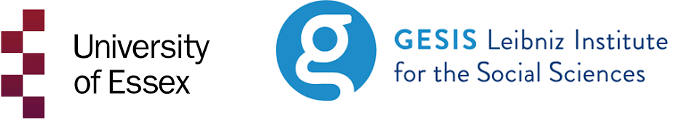 University
of Essex
g
GESIS Leibniz Institute
for the Social Sciences